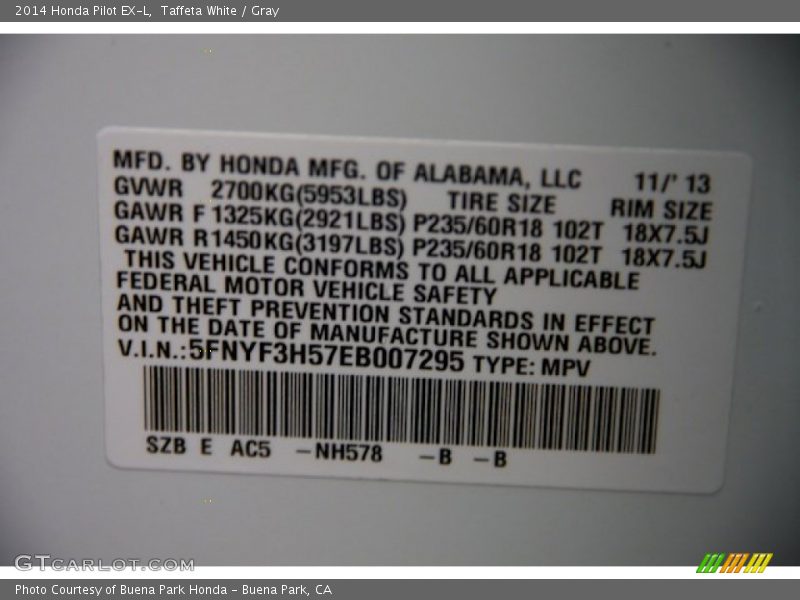 2014 Honda Pilot EX-L, Taffeta White / Gray
MFD. BY HONDA MFG. OF ALABAMA, LLC 11/' 13
GVWR 2700KG(5953LBS) TIRE SIZE RIM SIZE
GAWR F 1325KG(2921LBS) P235/60R18 102T 18X7.5J
GAWR R1450KG(3197LBS) P235/60R18 102T 18X7.5J
THIS VEHICLE CONFORMS TO ALL APPLICABLE
FEDERAL MOTOR VEHICLE SAFETY
AND THEFT PREVENTION STANDARDS IN EFFECT
ON THE DATE OF MANUFACTURE SHOWN ABOVE.
V.I.N.:5FNYF3H57EB007295 TYPE: MPV
SZB E AC5 -NH578 -B -B
GTCARLOT.COM
Photo Courtesy of Buena Park Honda - Buena Park, CA